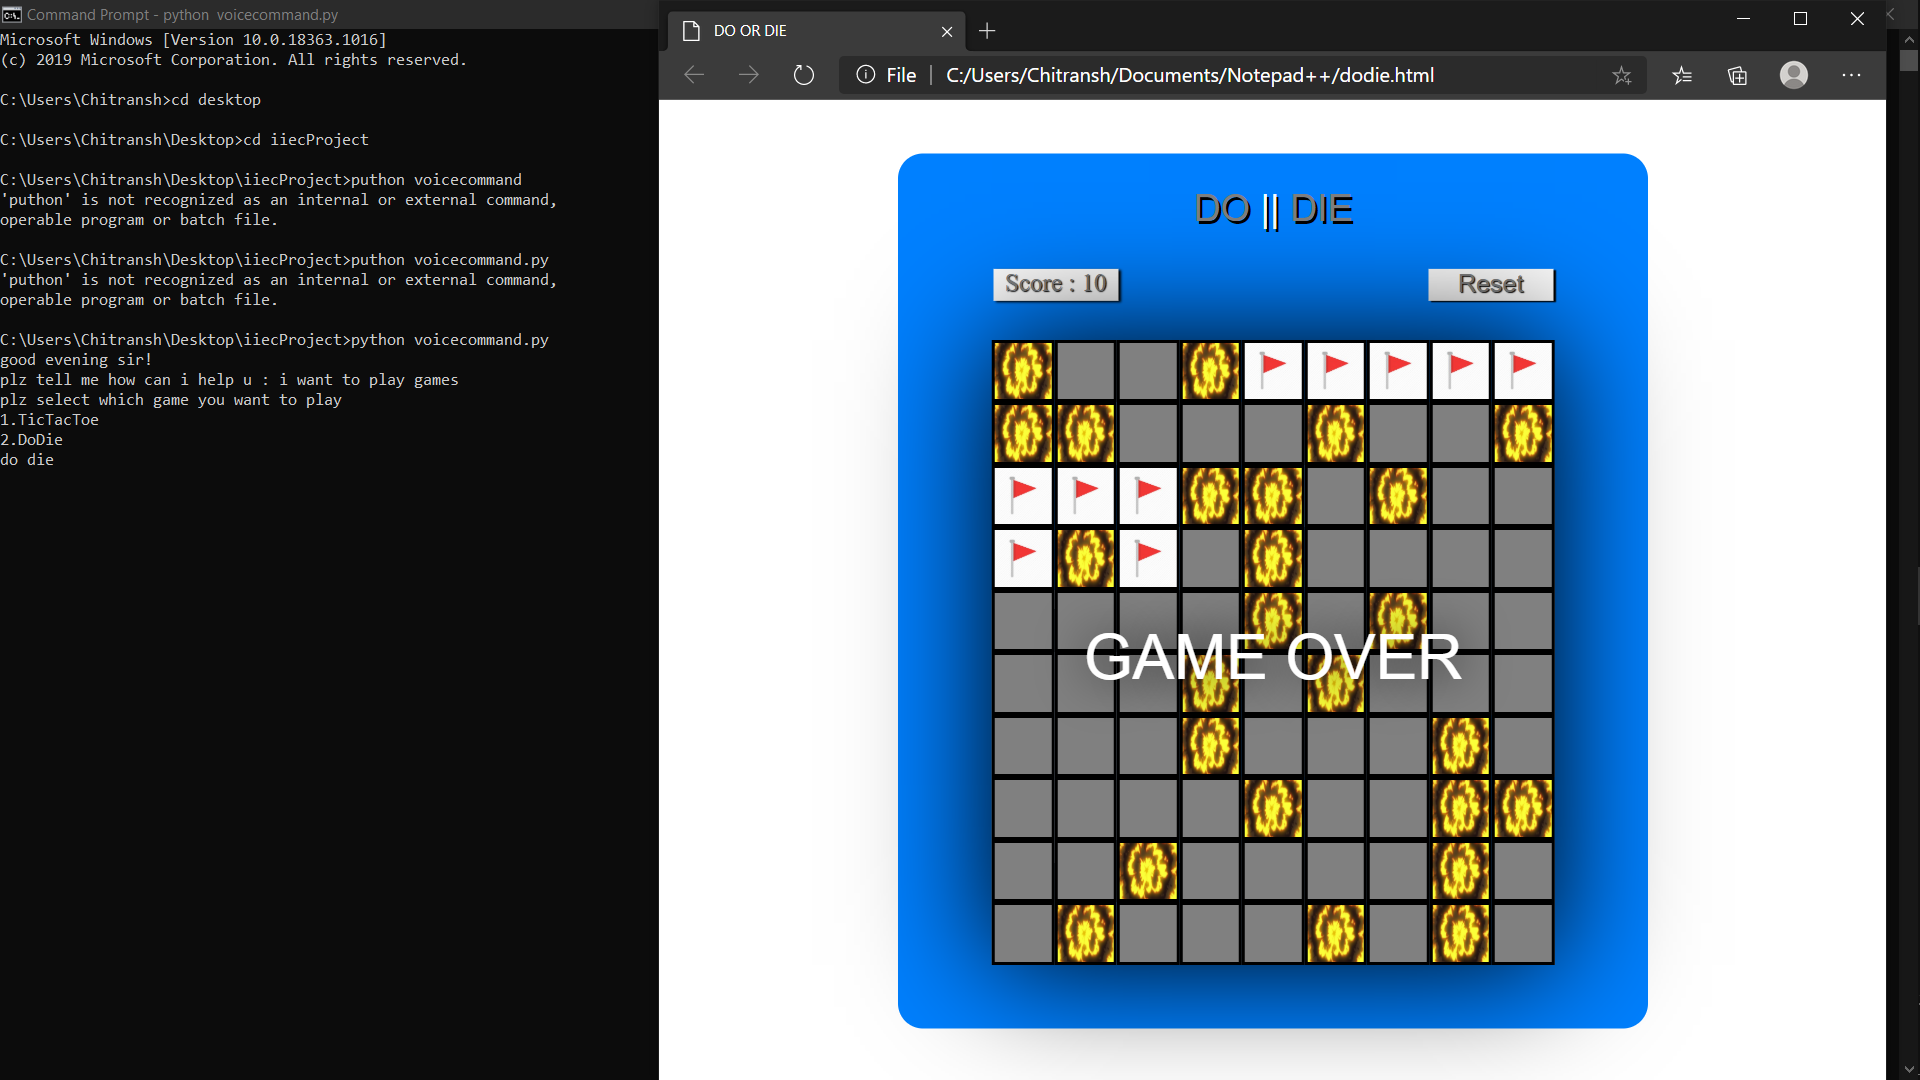 Command Prompt - python  voicecommand.py
Microsoft Windows [Version 10.0.18363.1016]
(c) 2019 Microsoft Corporation. All rights reserved.
C:\Users\Chitransh>cd desktop
C:\Users\Chitransh\Desktop>cd iiecProject
C:\Users\Chitransh\Desktop\iiecProject>puthon voicecommand
'puthon' is not recognized as an internal or external command,
operable program or batch file.
C:\Users\Chitransh\Desktop\iiecProject>puthon voicecommand.py
'puthon' is not recognized as an internal or external command,
operable program or batch file.
C:\Users\Chitransh\Desktop\iiecProject>python voicecommand.py
good evening sir!
plz tell me how can i help u : i want to play games
plz select which game you want to play
1.TicTacToe
2.DoDie
do die
DO OR DIE
File | C:/Users/Chitransh/Documents/Notepad++/dodie.html
DO || DIE
Score : 10
Reset
GAME OVER